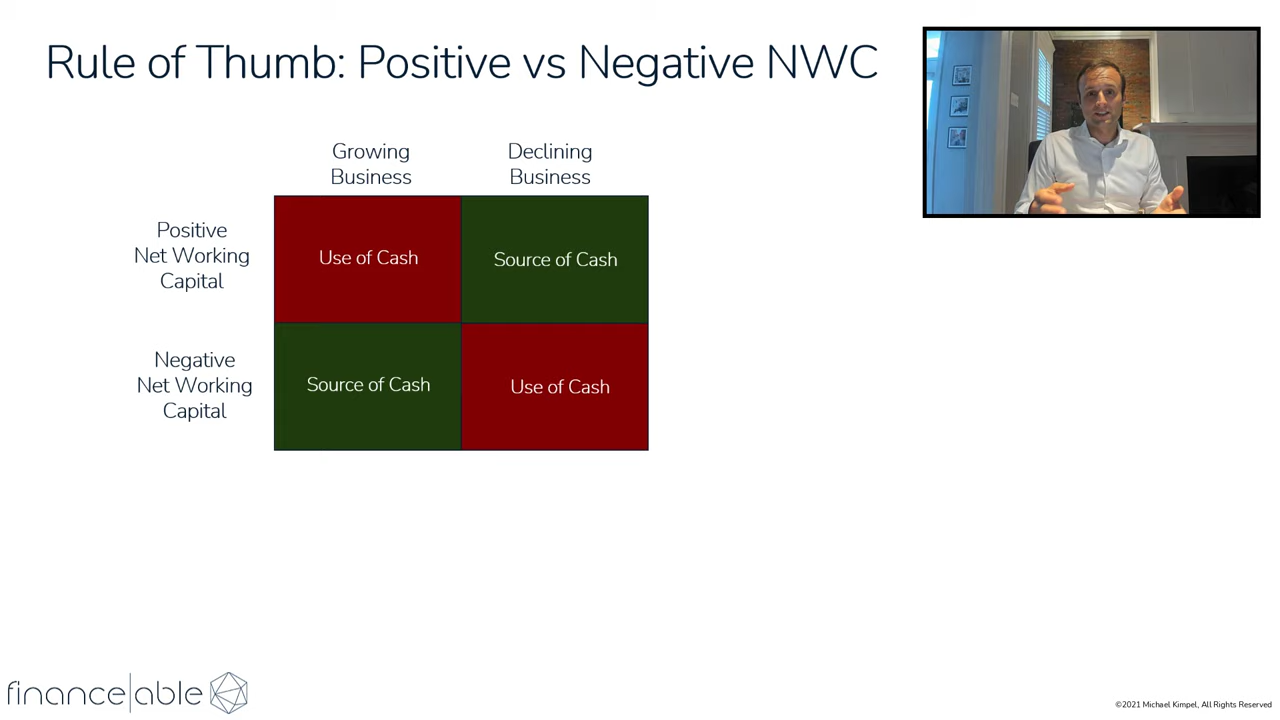 Rule of Thumb: Positive vs Negative NWC
Growing
Business
Declining
Business
Positive
Net Working
Capital
Use of Cash
Source of Cash
Negative
Net Working
Capital
Source of Cash
Use of Cash
finance|able
©2021 Michael Kimpel, All Rights Reserved